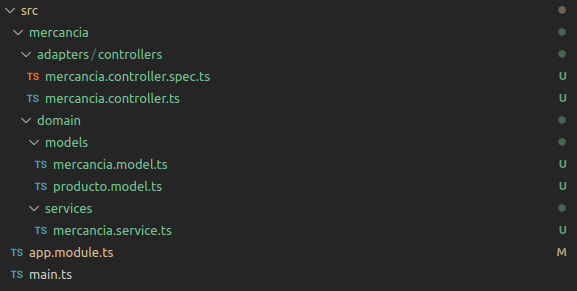 src
mercancia
adapters/controllers
TS mercancia.controller.spec.ts U
TS mercancia.controller.ts U
domain
models
TS mercancia.model.ts U
TS producto.model.ts U
services
TS mercancia.service.ts U
TS app.module.ts M
TS main.ts